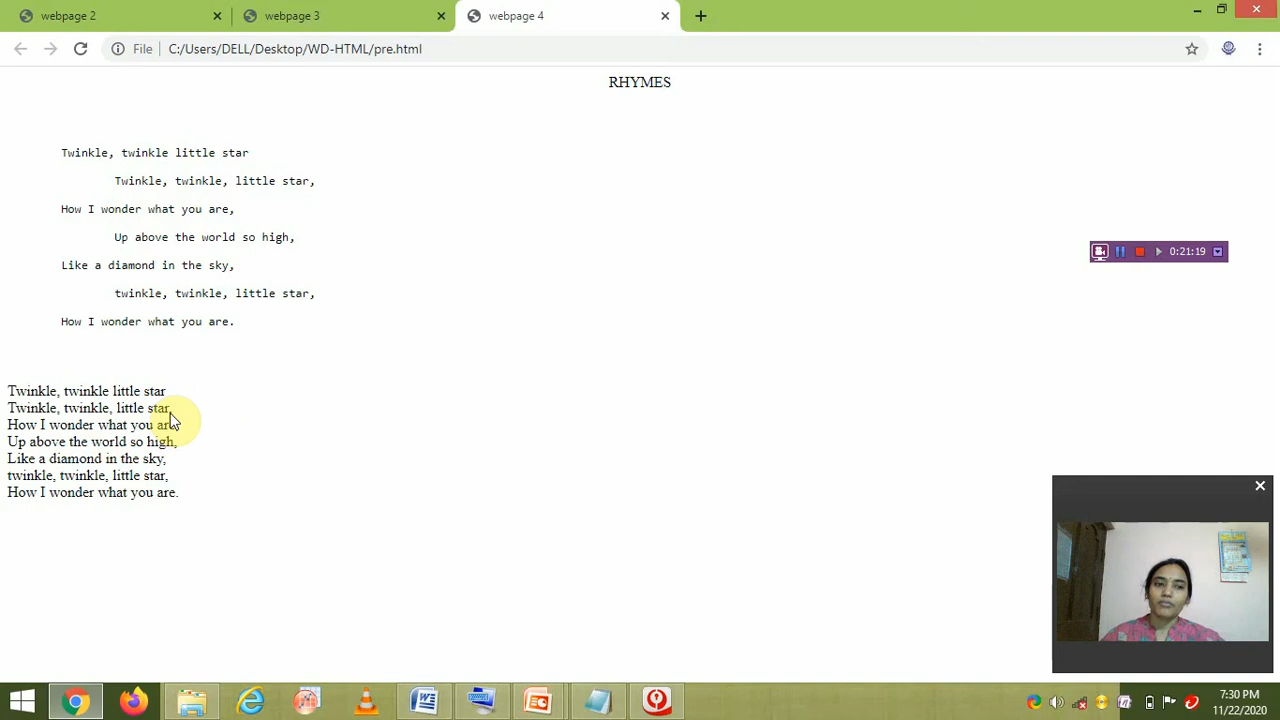 webpage 2
webpage 3
webpage 4
File
C:/Users/DELL/Desktop/WD-HTML/pre.html
RHYMES
Twinkle, twinkle little star
Twinkle, twinkle, little star,
How I wonder what you are,
Up above the world so high,
Like a diamond in the sky,
twinkle, twinkle, little star,
How I wonder what you are.
0:21:19
Twinkle, twinkle little star
Twinkle, twinkle, little star,
How I wonder what you are,
Up above the world so high,
Like a diamond in the sky,
twinkle, twinkle, little star,
How I wonder what you are.
7:30 PM
11/22/2020